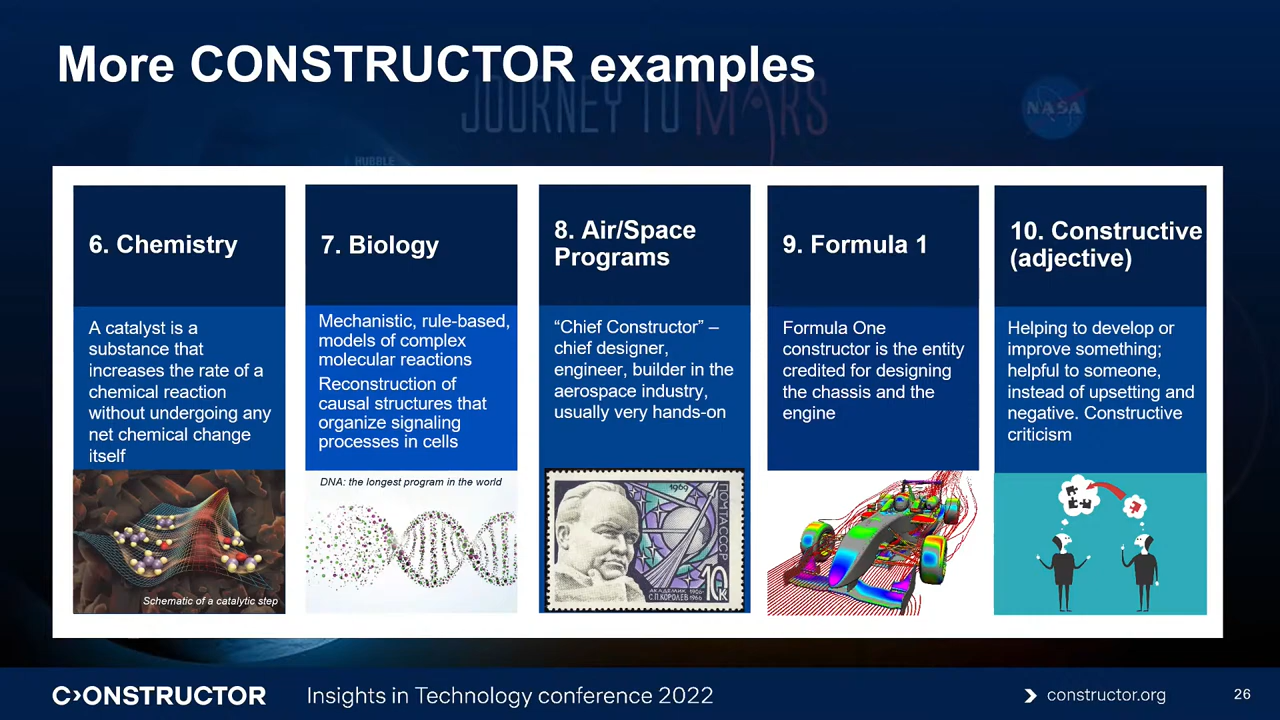 More CONSTRUCTOR examples
JOURNEY TO MARS
NASA
HUBBLE
6. Chemistry
A catalyst is a
substance that
increases the rate of a
chemical reaction
without undergoing any
net chemical change
itself
Schematic of a catalytic step
7. Biology
Mechanistic, rule-based,
models of complex
molecular reactions
Reconstruction of
causal structures that
organize signaling
processes in cells
DNA: the longest program in the world
8. Air/Space
Programs
“Chief Constructor” –
chief designer,
engineer, builder in the
aerospace industry,
usually very hands-on
1969
ПОЧТА СССР
10к
АКАДЕМИК 1906-
С.П.КОРОЛЕВ 1966
9. Formula 1
Formula One
constructor is the entity
credited for designing
the chassis and the
engine
10. Constructive
(adjective)
Helping to develop or
improve something;
helpful to someone,
instead of upsetting and
negative. Constructive
criticism
CONSTRUCTOR
Insights in Technology conference 2022
constructor.org
26